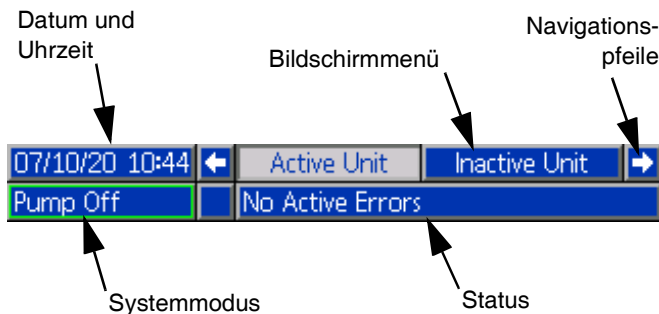 Datum und
Uhrzeit
Bildschirmmenü
Navigations-
pfeile
07/10/20 10:44 Active Unit Inactive Unit
Pump Off No Active Errors
Systemmodus
Status